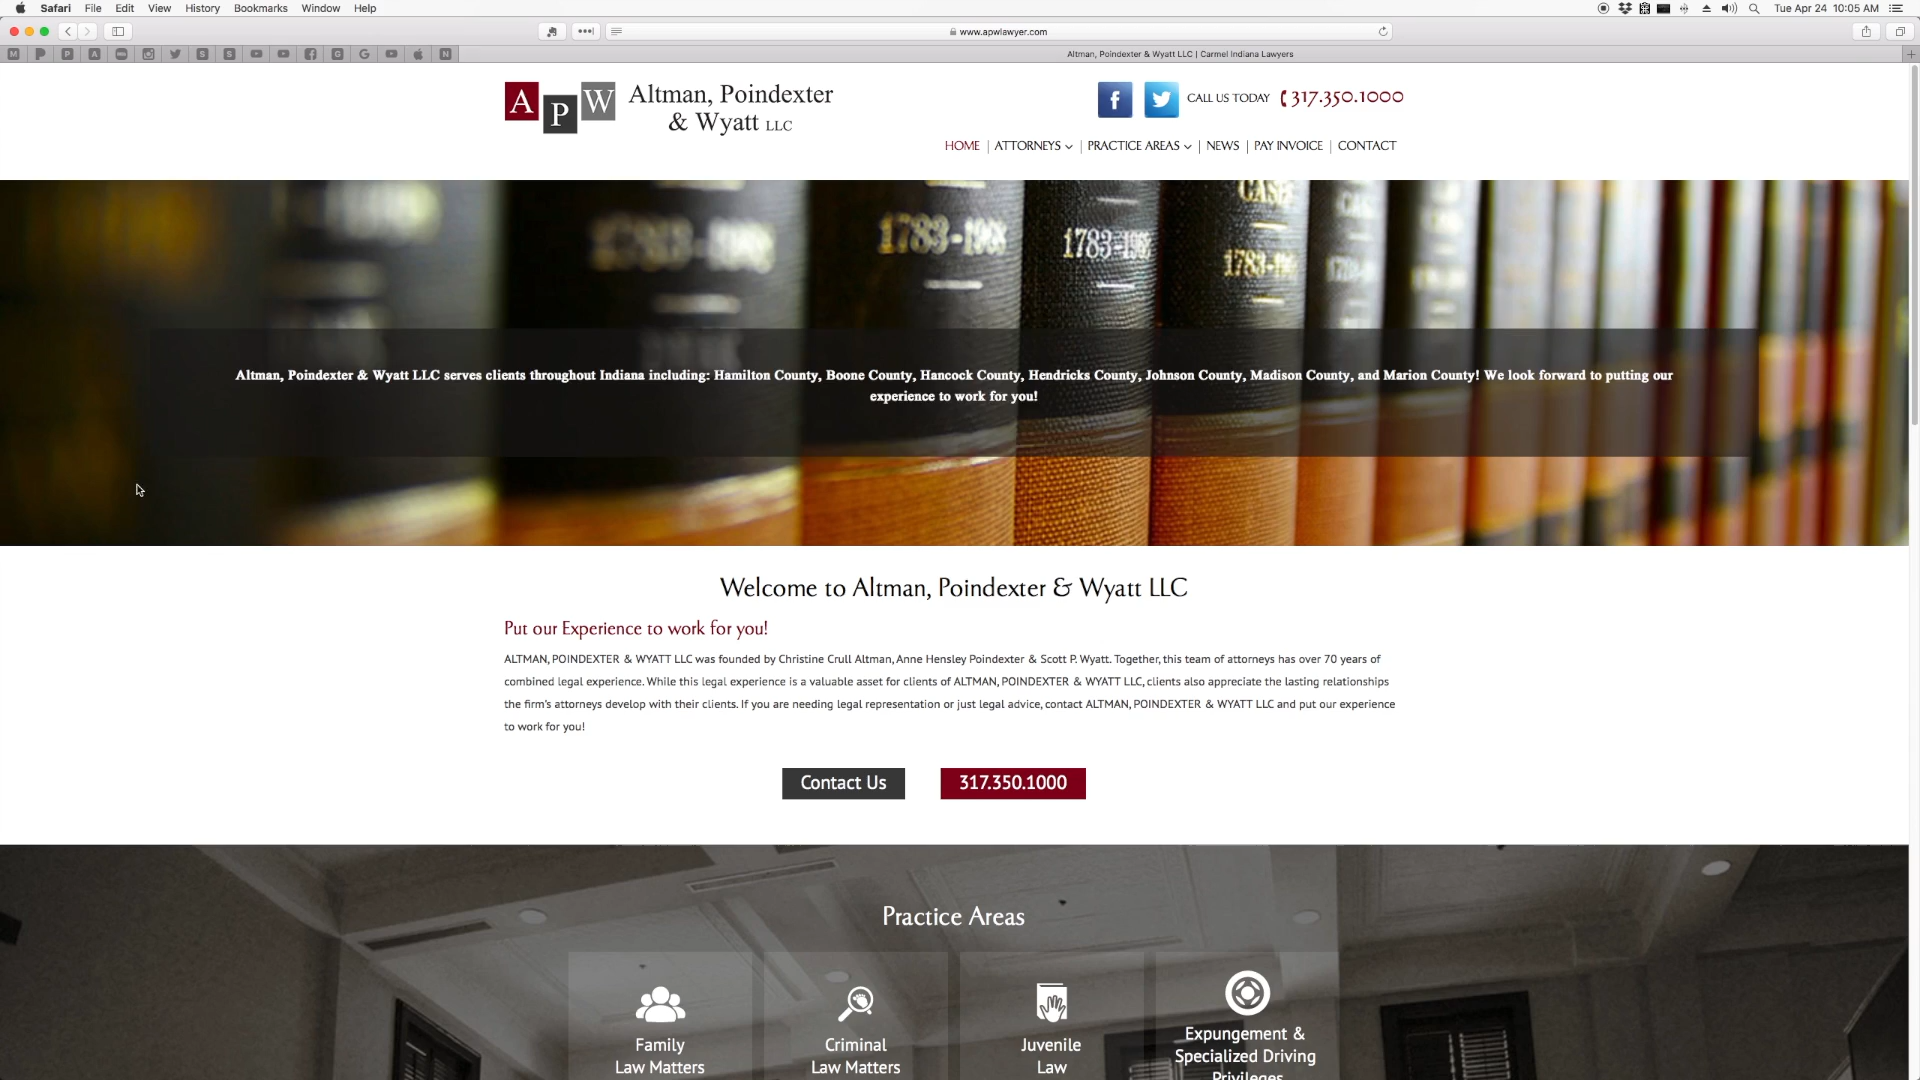 Safari File Edit View History Bookmarks Window Help
Tue Apr 24 10:05 AM
www.apwlawyer.com
Altman, Poindexter & Wyatt LLC | Carmel Indiana Lawyers
A P W
Altman, Poindexter
& Wyatt LLC
CALL US TODAY 317.350.1000
HOME | ATTORNEYS | PRACTICE AREAS | NEWS | PAY INVOICE | CONTACT
CASES
1783-1968 1783-1968 1783-1968
Altman, Poindexter & Wyatt LLC serves clients throughout Indiana including: Hamilton County, Boone County, Hancock County, Hendricks County, Johnson County, Madison County, and Marion County! We look forward to putting our
experience to work for you!
Welcome to Altman, Poindexter & Wyatt LLC
Put our Experience to work for you!
ALTMAN, POINDEXTER & WYATT LLC was founded by Christine Crull Altman, Anne Hensley Poindexter & Scott P. Wyatt. Together, this team of attorneys has over 70 years of
combined legal experience. While this legal experience is a valuable asset for clients of ALTMAN, POINDEXTER & WYATT LLC, clients also appreciate the lasting relationships
the firm's attorneys develop with their clients. If you are needing legal representation or just legal advice, contact ALTMAN, POINDEXTER & WYATT LLC and put our experience
to work for you!
Contact Us
317.350.1000
Practice Areas
Family
Law Matters
Criminal
Law Matters
Juvenile
Law
Expungement &
Specialized Driving
Privileges